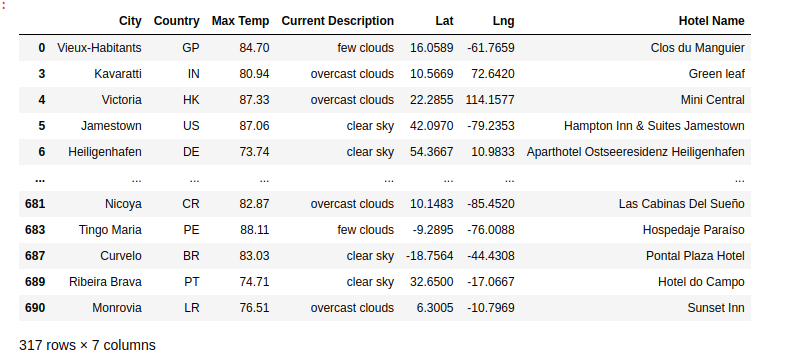 :
City Country Max Temp Current Description Lat Lng Hotel Name
0 Vieux-Habitants GP 84.70 few clouds 16.0589 -61.7659 Clos du Manguier
3 Kavaratti IN 80.94 overcast clouds 10.5669 72.6420 Green leaf
4 Victoria HK 87.33 overcast clouds 22.2855 114.1577 Mini Central
5 Jamestown US 87.06 clear sky 42.0970 -79.2353 Hampton Inn & Suites Jamestown
6 Heiligenhafen DE 73.74 clear sky 54.3667 10.9833 Aparthotel Ostseeresidenz Heiligenhafen
... ... ... ... ... ... ... ...
681 Nicoya CR 82.87 overcast clouds 10.1483 -85.4520 Las Cabinas Del Sueño
683 Tingo Maria PE 88.11 few clouds -9.2895 -76.0088 Hospedaje Paraíso
687 Curvelo BR 83.03 clear sky -18.7564 -44.4308 Pontal Plaza Hotel
689 Ribeira Brava PT 74.71 clear sky 32.6500 -17.0667 Hotel do Campo
690 Monrovia LR 76.51 overcast clouds 6.3005 -10.7969 Sunset Inn
317 rows × 7 columns